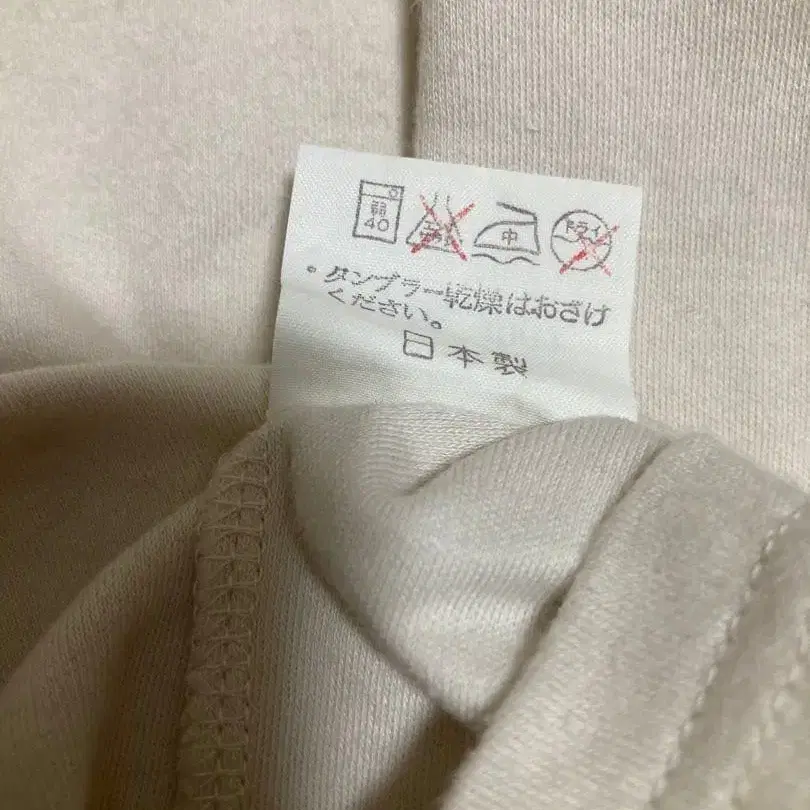 弱
40
中
ドライ
・タンブラー乾燥はおさけ
ください。
日本製